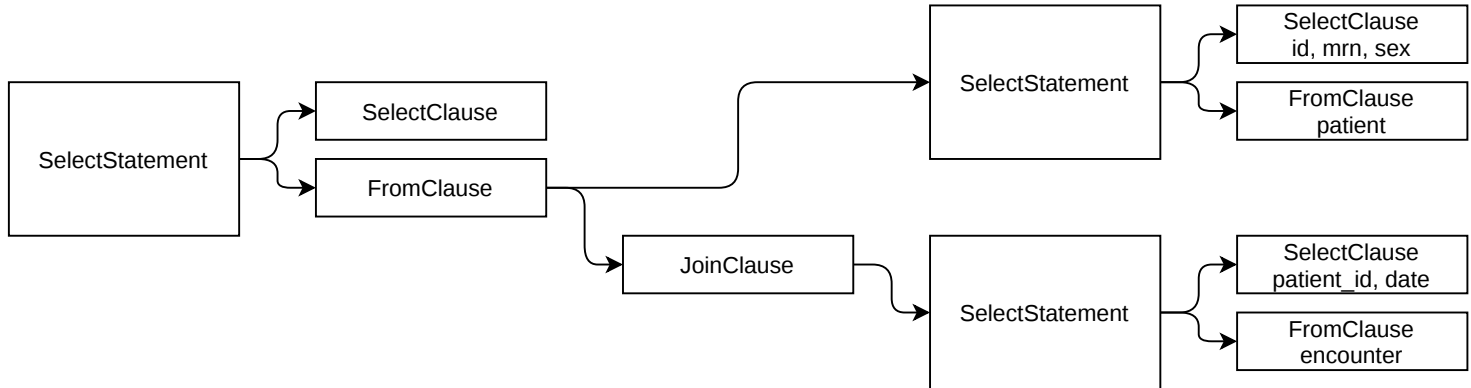 SelectStatement
SelectClause
FromClause
JoinClause
SelectStatement
SelectClause
id, mrn, sex
FromClause
patient
SelectStatement
SelectClause
patient_id, date
FromClause
encounter